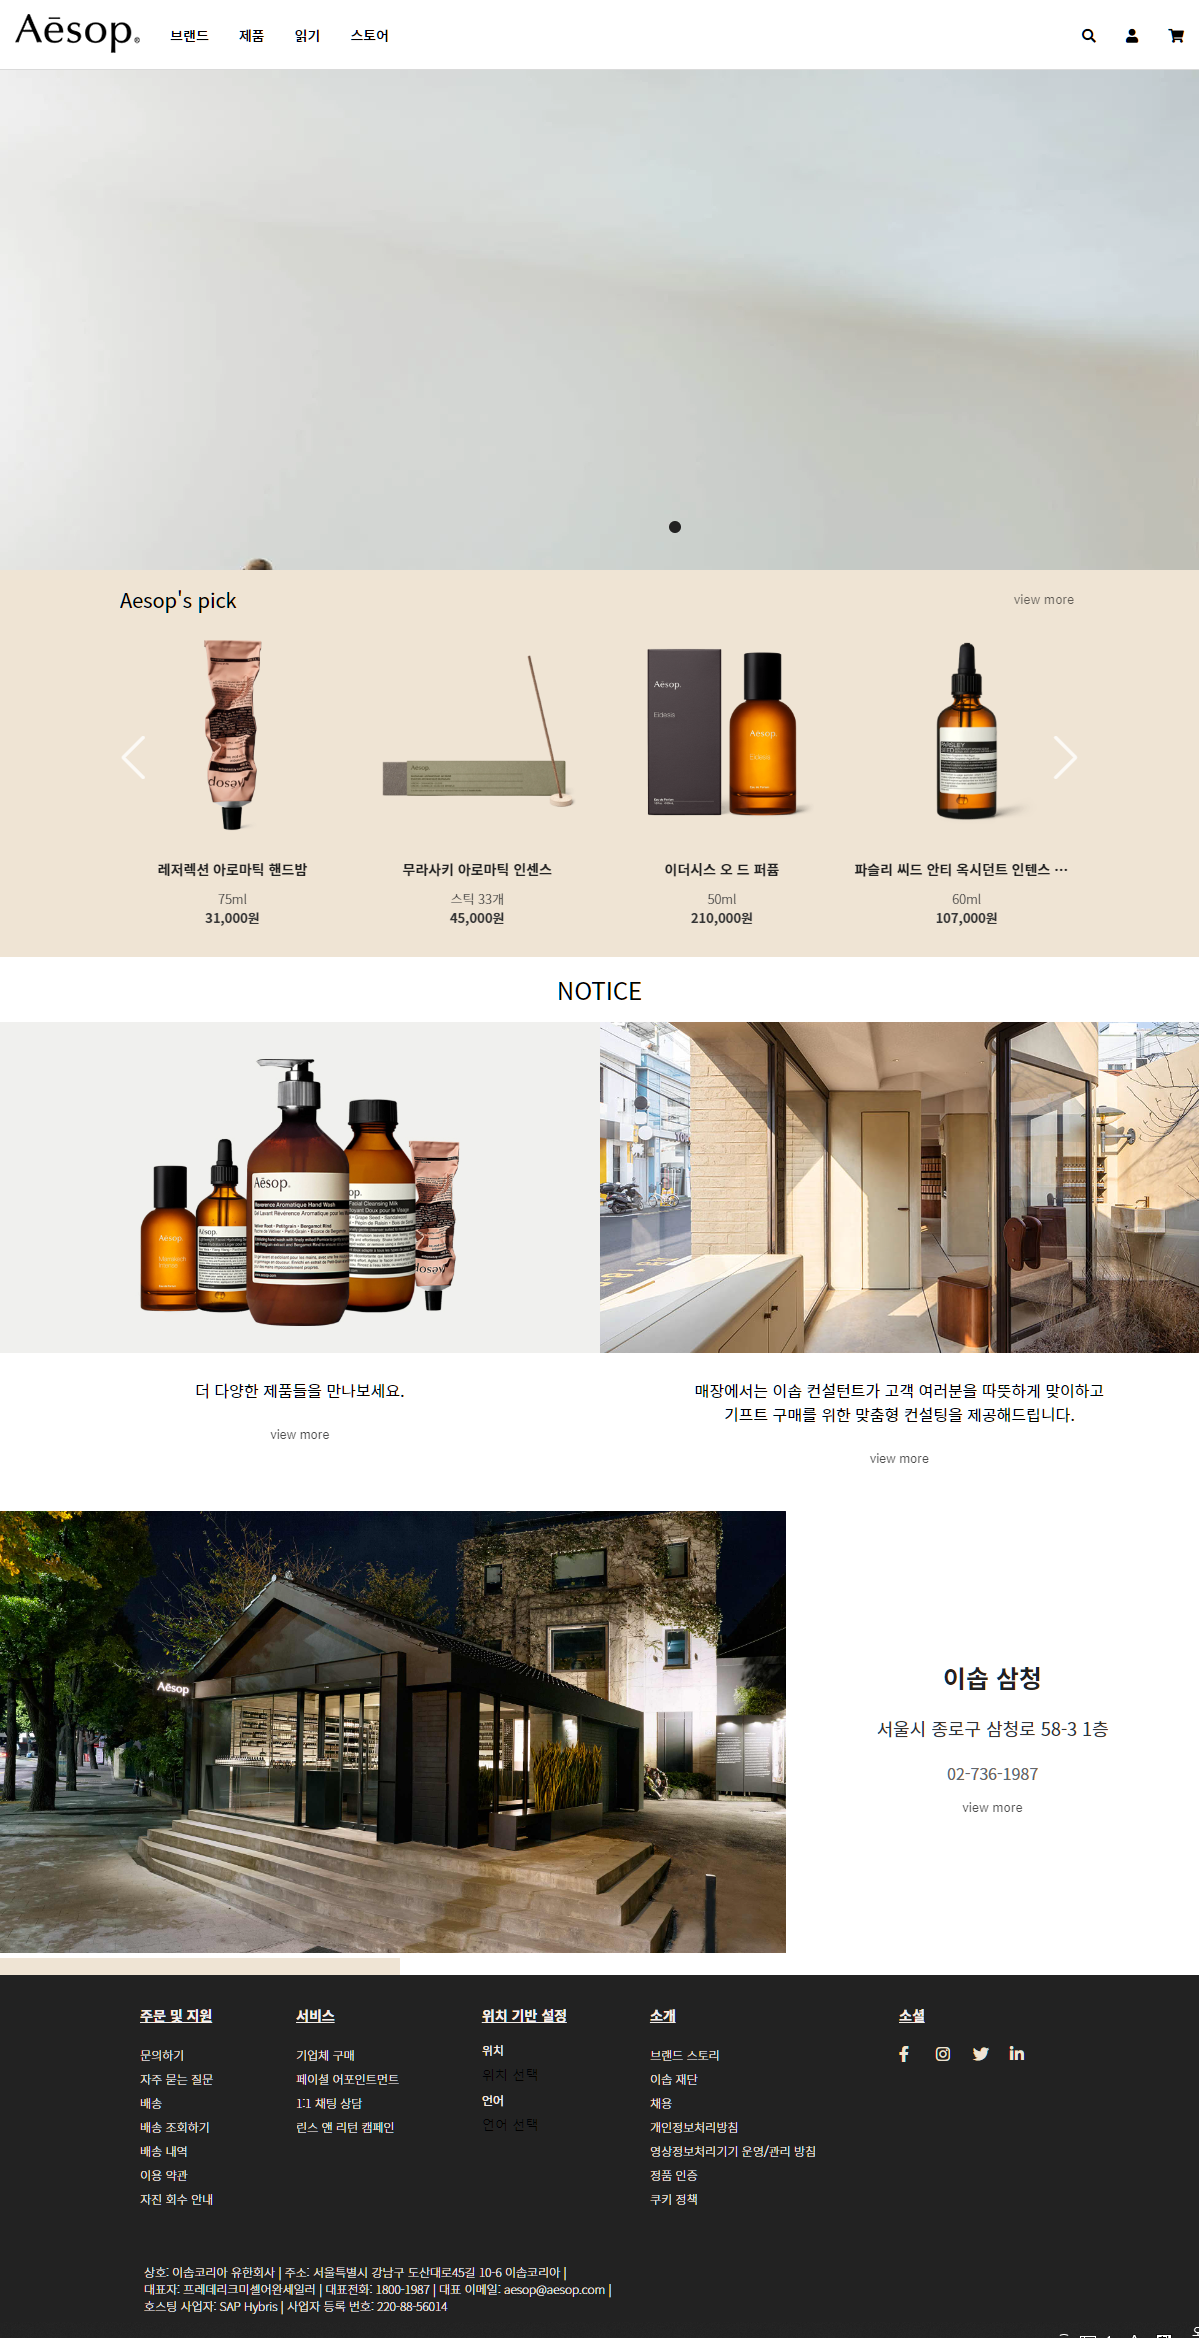 Aēsop.
브랜드 제품 읽기 스토어
Aesop's pick
view more
Aēsop.
Eidesis
Aēsop.
Aēsop.
PARSLEY
레저렉션 아로마틱 핸드밤
75ml
31,000원
무라사키 아로마틱 인센스
스틱 33개
45,000원
이더시스 오 드 퍼퓸
50ml
210,000원
파슬리 씨드 안티 옥시던트 인텐스 ···
60ml
107,000원
NOTICE
Aēsop.
Reverence Aromatique Hand Wash
Aēsop.
Aēsop.
더 다양한 제품들을 만나보세요.
view more
매장에서는 이솝 컨설턴트가 고객 여러분을 따뜻하게 맞이하고
기프트 구매를 위한 맞춤형 컨설팅을 제공해드립니다.
view more
Aēsop
이솝 삼청
서울시 종로구 삼청로 58-3 1층
02-736-1987
view more
주문 및 지원
문의하기
자주 묻는 질문
배송
배송 조회하기
배송 내역
이용 약관
자진 회수 안내
서비스
기업체 구매
페이셜 어포인트먼트
1:1 채팅 상담
린스 앤 리턴 캠페인
위치 기반 설정
위치
위치 선택
언어
언어 선택
소개
브랜드 스토리
이솝 재단
채용
개인정보처리방침
영상정보처리기기 운영/관리 방침
정품 인증
쿠키 정책
소셜
상호: 이솝코리아 유한회사 | 주소: 서울특별시 강남구 도산대로45길 10-6 이솝코리아 |
대표자: 프레데리크미셸어완세일러 | 대표전화: 1800-1987 | 대표 이메일: aesop@aesop.com |
호스팅 사업자: SAP Hybris | 사업자 등록 번호: 220-88-56014